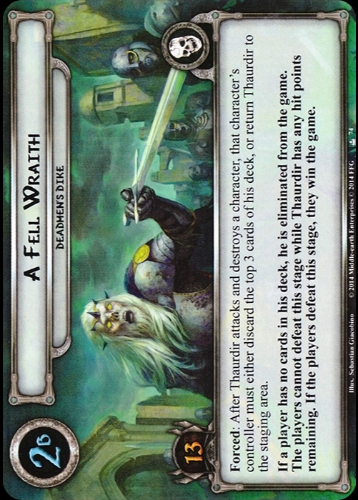 2B
A FELL WRAITH
DEADMEN'S DIKE
13
Forced: After Thaurdir attacks and destroys a character, that character's
controller must either discard the top 3 cards of his deck, or return Thaurdir to
the staging area.
If a player has no cards in his deck, he is eliminated from the game.
The players cannot defeat this stage while Thaurdir has any hit points
remaining. If the players defeat this stage, they win the game.
Illus. Sebastian Giacobino © 2014 Middle-earth Enterprises © 2014 FFG 74